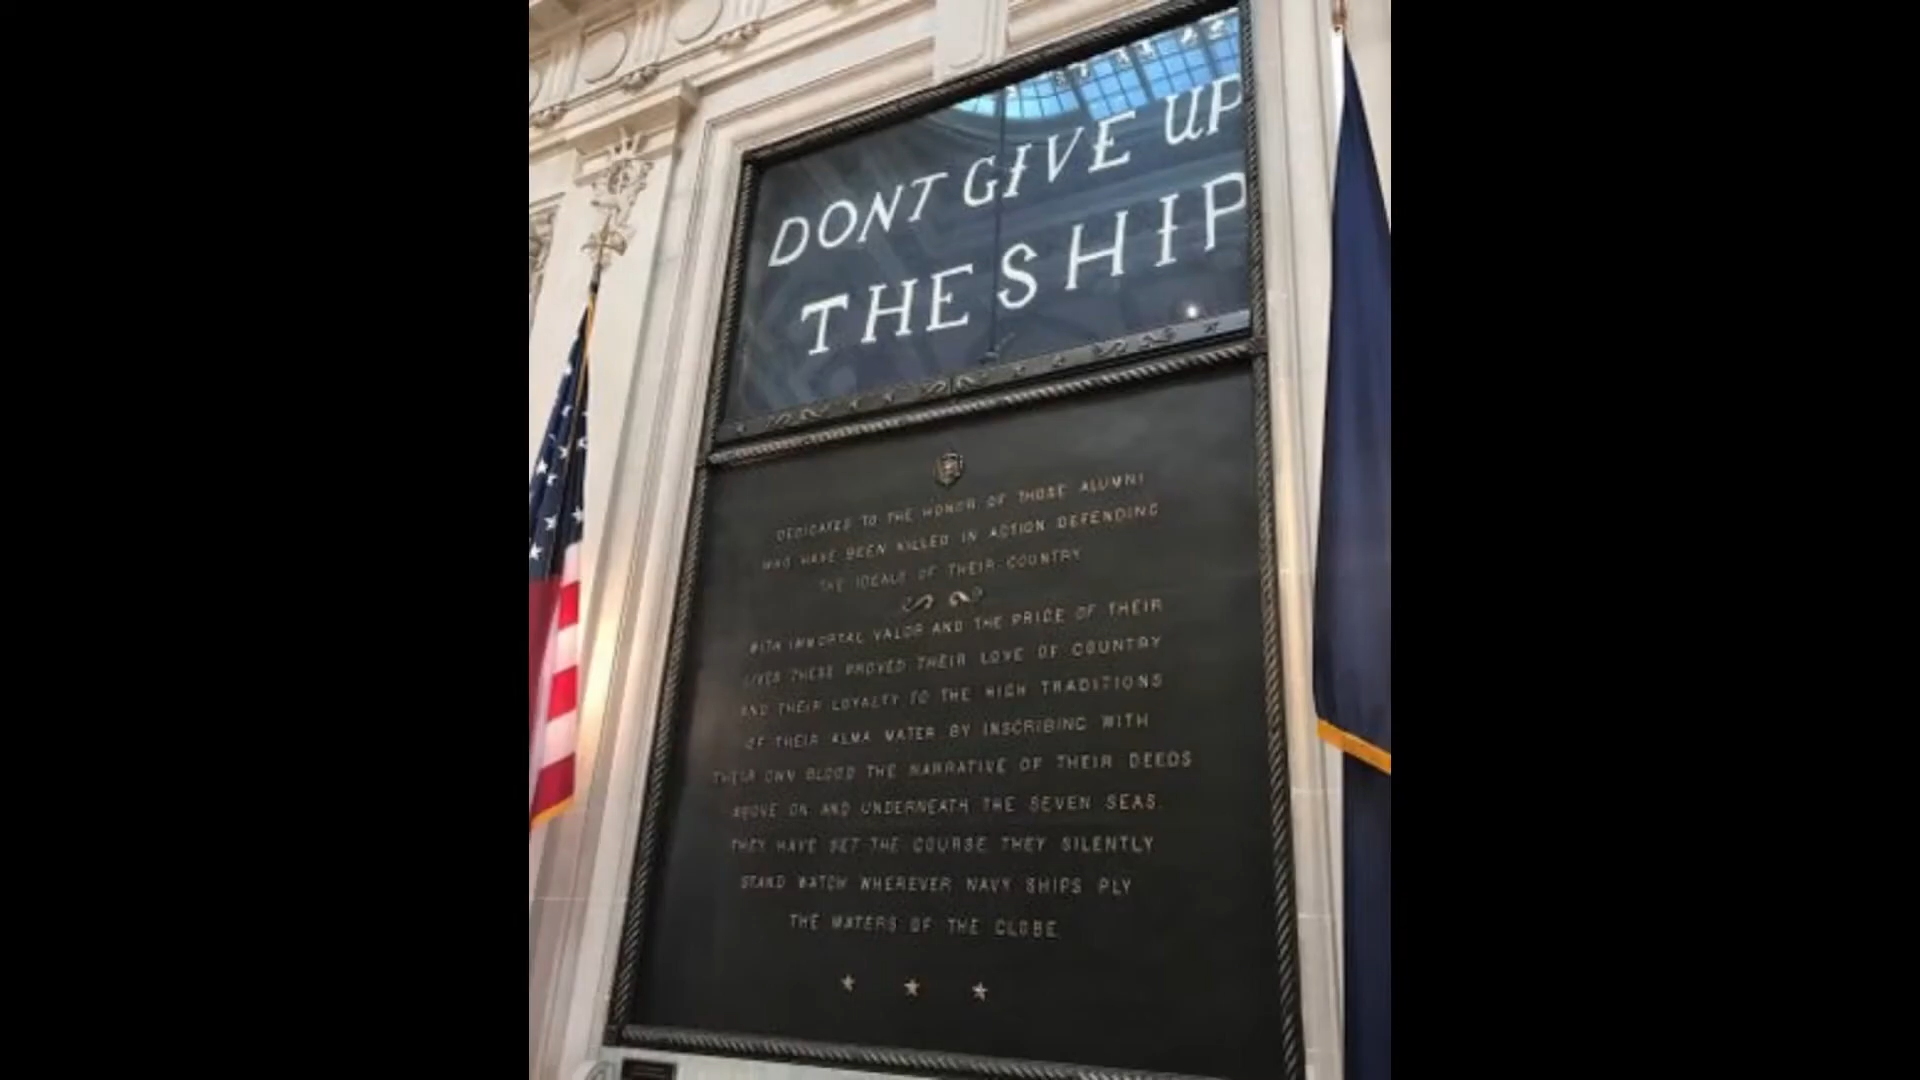 DONT GIVE UP
THE SHIP
DEDICATED TO THE HONOR OF THOSE ALUMNI
WHO HAVE BEEN KILLED IN ACTION DEFENDING
THE IDEALS OF THEIR COUNTRY
WITH IMMORTAL VALOR AND THE PRICE OF THEIR
LIVES THESE PROVED THEIR LOVE OF COUNTRY
AND THEIR LOYALTY TO THE HIGH TRADITIONS
OF THEIR ALMA MATER BY INSCRIBING WITH
THEIR OWN BLOOD THE NARRATIVE OF THEIR DEEDS
ABOVE ON AND UNDERNEATH THE SEVEN SEAS.
THEY HAVE SET THE COURSE THEY SILENTLY
STAND WATCH WHEREVER NAVY SHIPS PLY
THE WATERS OF THE GLOBE.